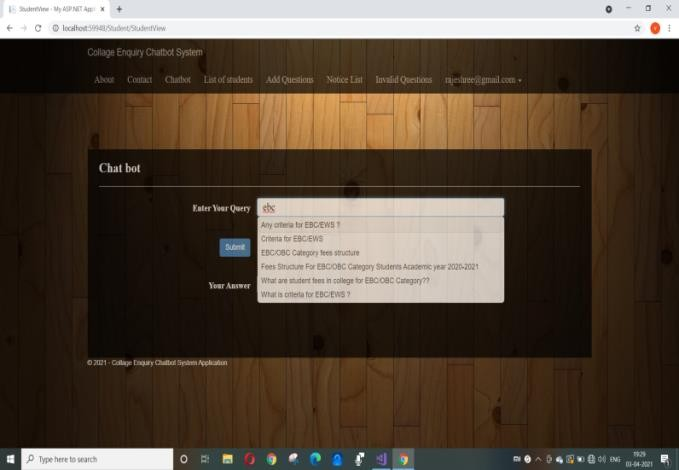 StudentView - My ASP.NET Appl
localhost:59948/Student/StudentView
Collage Enquiry Chatbot System
About Contact Chatbot List of students Add Questions Notice List Invalid Questions rajeshree@gmail.com
Chat bot
Enter Your Query ebc
Any criteria for EBC/EWS ?
Criteria for EBC/EWS
Submit
EBC/OBC Category fees structure
Fees Structure For EBC/OBC Category Students Academic year 2020-2021
What are student fees in college for EBC/OBC Category??
Your Answer
What is criteria for EBC/EWS ?
© 2021 - Collage Enquiry Chatbot System Application
Type here to search
ENG
19:29
03-04-2021